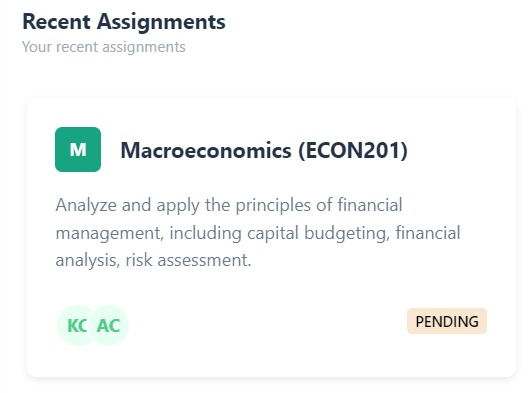 Recent Assignments
Your recent assignments
M
Macroeconomics (ECON201)
Analyze and apply the principles of financial
management, including capital budgeting, financial
analysis, risk assessment.
KC AC
PENDING